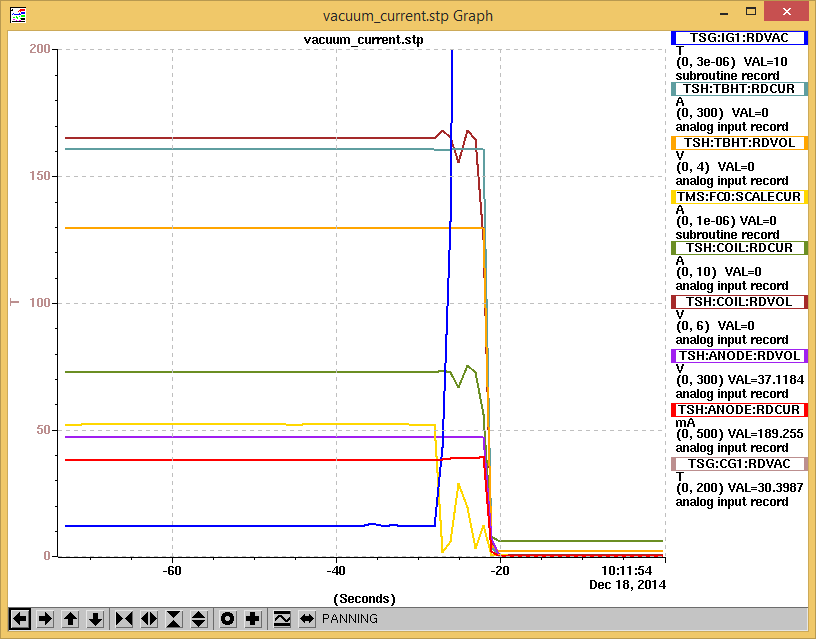 vacuum_current.stp Graph
vacuum_current.stp
200
150
100
50
0
T
-60
-40
-20
10:11:54
Dec 18, 2014
(Seconds)
TSG:IG1:RDVAC
T
(0, 3e-06) VAL=10
subroutine record
TSH:TBHT:RDCUR
A
(0, 300) VAL=0
analog input record
TSH:TBHT:RDVOL
V
(0, 4) VAL=0
analog input record
TMS:FC0:SCALECUR
A
(0, 1e-06) VAL=0
subroutine record
TSH:COIL:RDCUR
A
(0, 10) VAL=0
analog input record
TSH:COIL:RDVOL
V
(0, 6) VAL=0
analog input record
TSH:ANODE:RDVOL
V
(0, 300) VAL=37.1184
analog input record
TSH:ANODE:RDCUR
mA
(0, 500) VAL=189.255
analog input record
TSG:CG1:RDVAC
T
(0, 200) VAL=30.3987
analog input record
PANNING